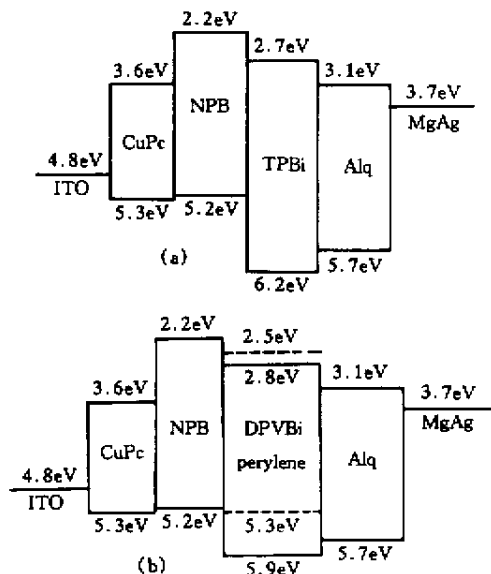 2.2eV
2.7eV
3.6eV
3.1eV
3.7eV
NPB
MgAg
CuPc
4.8eV
TPBi
Alq
ITO
5.3eV
5.2eV
5.7eV
(a)
6.2eV
2.2eV
2.5eV
3.6eV
2.8eV
3.1eV
3.7eV
NPB
DPVBi
MgAg
CuPc
perylene
Alq
4.8eV
ITO
5.3eV
5.2eV
5.3eV
5.7eV
(b)
5.9eV